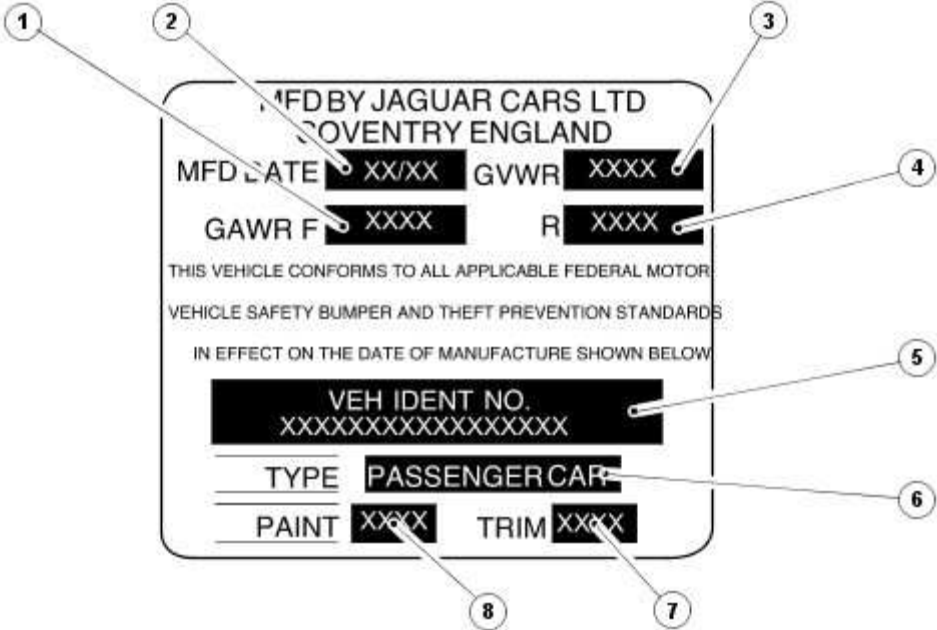 1 2 3
MFD BY JAGUAR CARS LTD
COVENTRY ENGLAND
MFD DATE XX/XX GVWR XXXX 4
GAWR F XXXX R XXXX
THIS VEHICLE CONFORMS TO ALL APPLICABLE FEDERAL MOTOR
VEHICLE SAFETY BUMPER AND THEFT PREVENTION STANDARDS
IN EFFECT ON THE DATE OF MANUFACTURE SHOWN BELOW 5
VEH IDENT NO.
XXXXXXXXXXXXXXXXX
TYPE PASSENGER CAR 6
PAINT XXXX TRIM XXXX
8 7